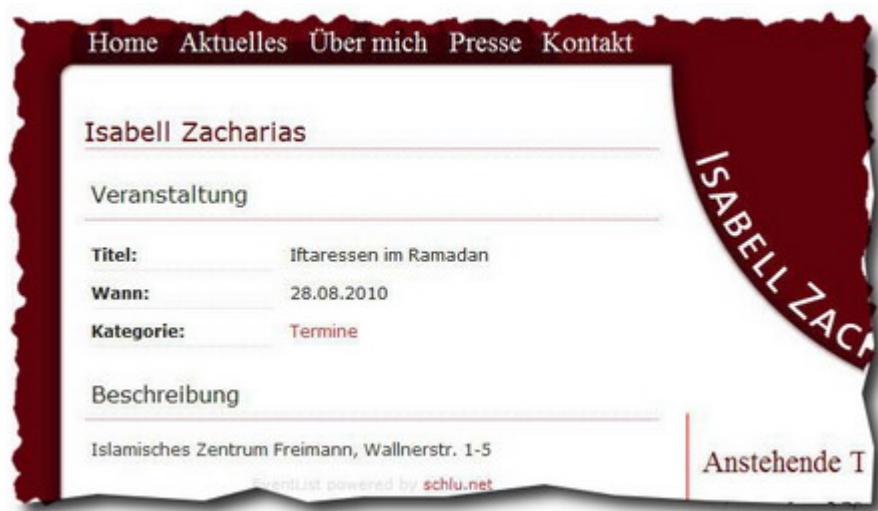 Home Aktuelles Über mich Presse Kontakt
Isabell Zacharias
Veranstaltung
Titel: Iftaressen im Ramadan
Wann: 28.08.2010
Kategorie: Termine
Beschreibung
Islamisches Zentrum Freimann, Wallnerstr. 1-5
EventList powered by schlu.net
ISABELL ZACH
Anstehende T